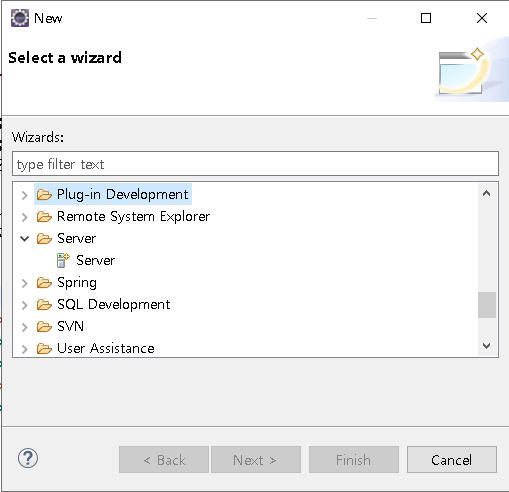 New
Select a wizard
Wizards:
type filter text
Plug-in Development
Remote System Explorer
Server
Server
Spring
SQL Development
SVN
User Assistance
? < Back Next > Finish Cancel